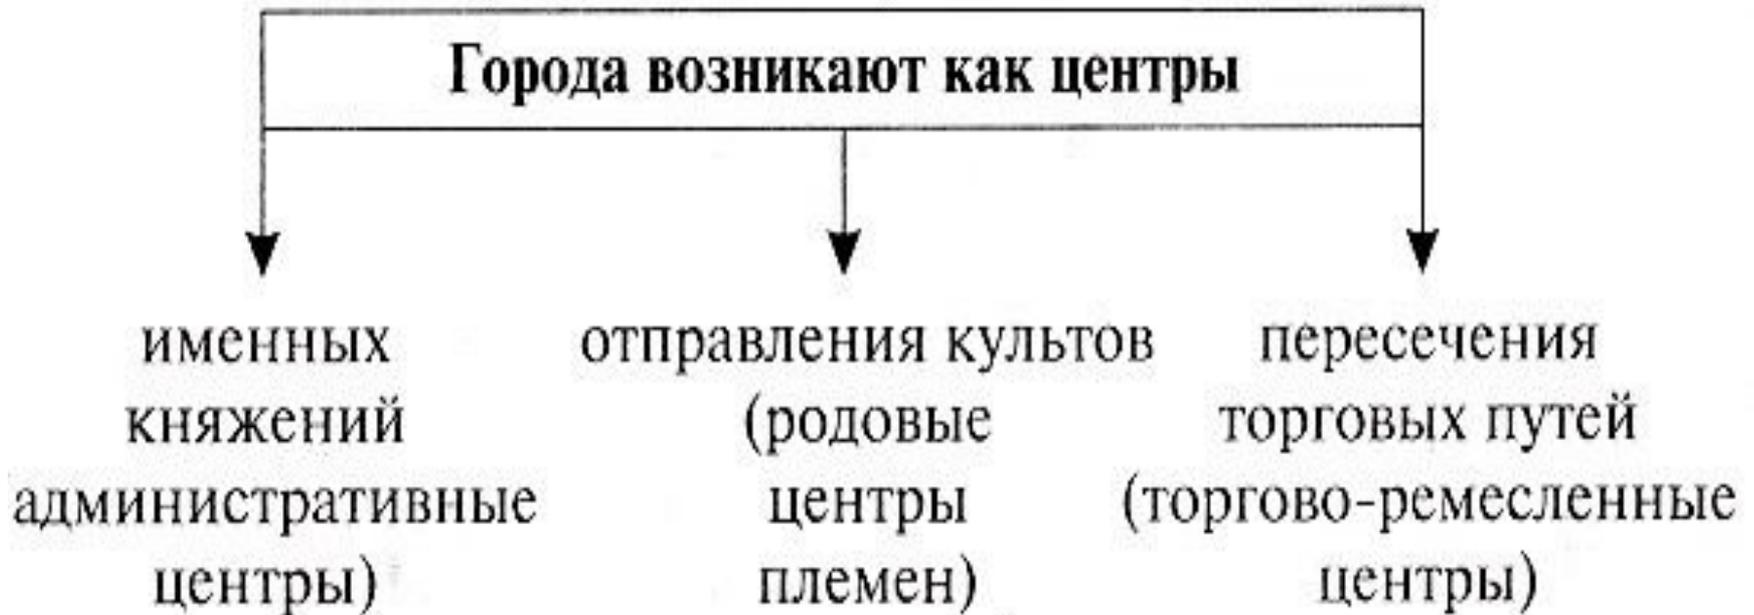 Города возникают как центры
именных
княжений
административные
центры)
отправления культов
(родовые
центры
племен)
пересечения
торговых путей
(торгово-ремесленные
центры)